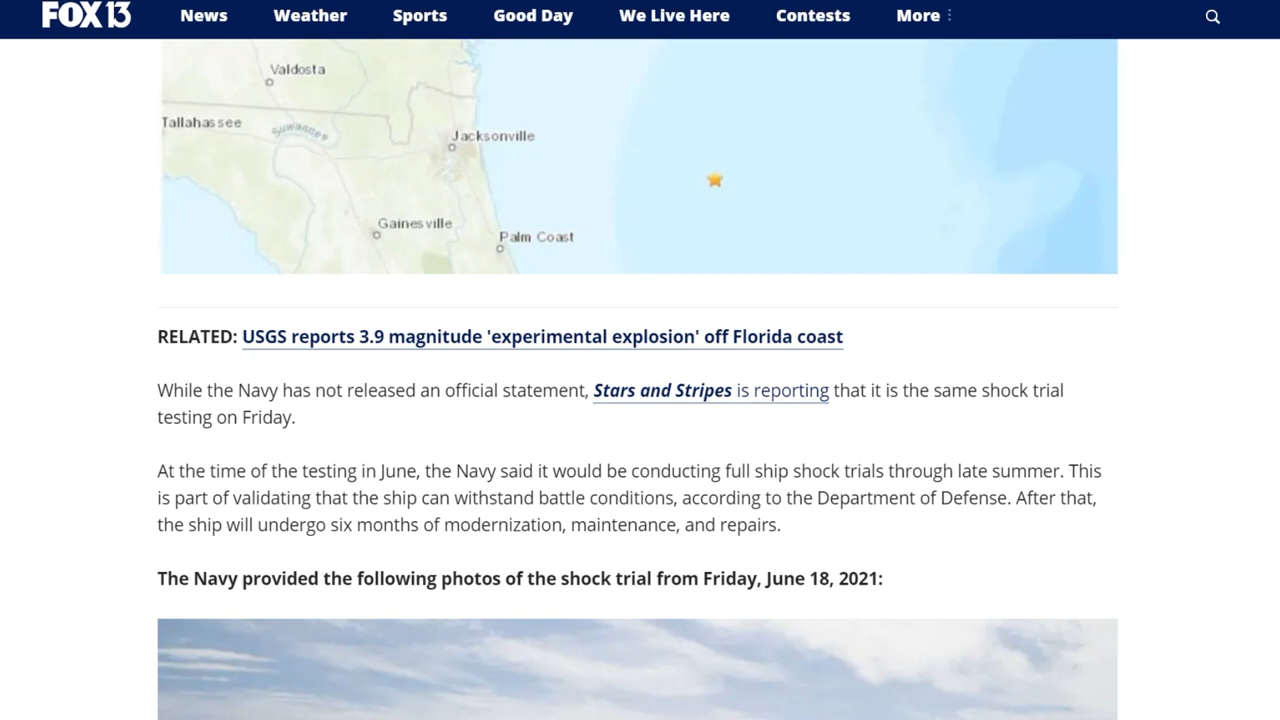 FOX 13 News Weather Sports Good Day We Live Here Contests More
Valdosta
Tallahassee
Suwannee
Jacksonville
Gainesville
Palm Coast
RELATED: USGS reports 3.9 magnitude 'experimental explosion' off Florida coast
While the Navy has not released an official statement, Stars and Stripes is reporting that it is the same shock trial
testing on Friday.
At the time of the testing in June, the Navy said it would be conducting full ship shock trials through late summer. This
is part of validating that the ship can withstand battle conditions, according to the Department of Defense. After that,
the ship will undergo six months of modernization, maintenance, and repairs.
The Navy provided the following photos of the shock trial from Friday, June 18, 2021: